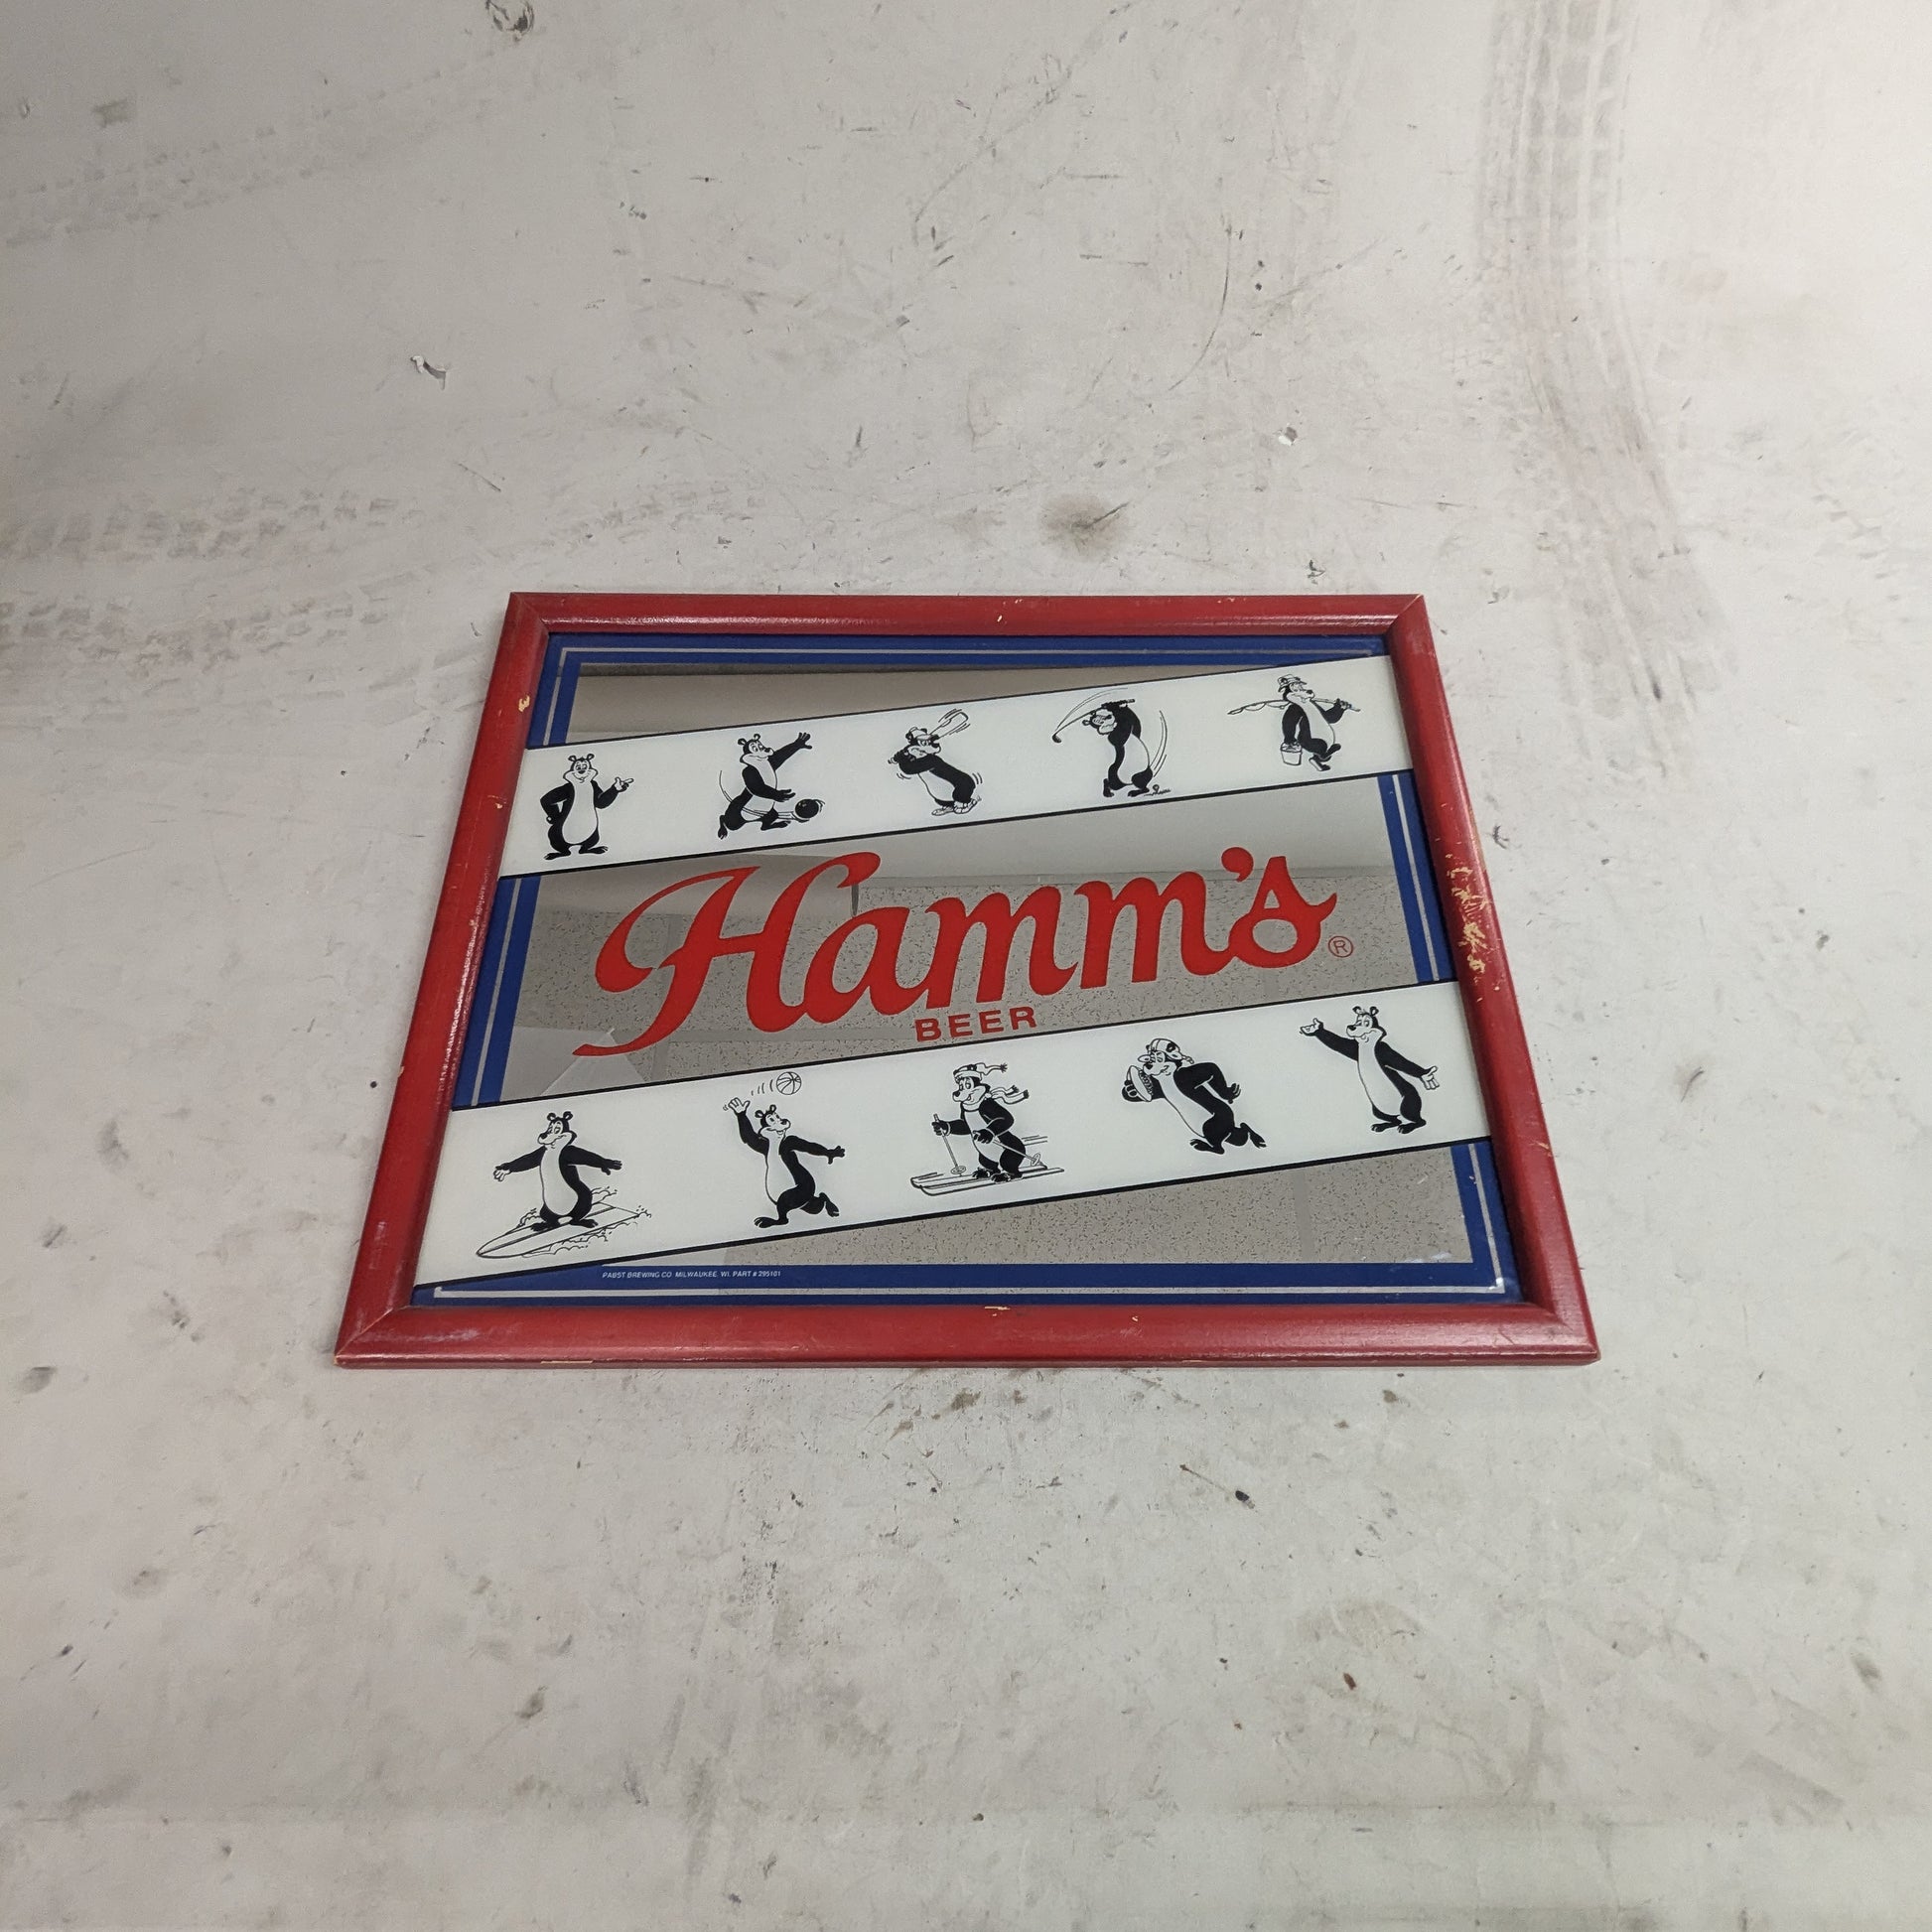 Hamm's®
BEER
PABST BREWING CO. MILWAUKEE, WI. PART # 295101